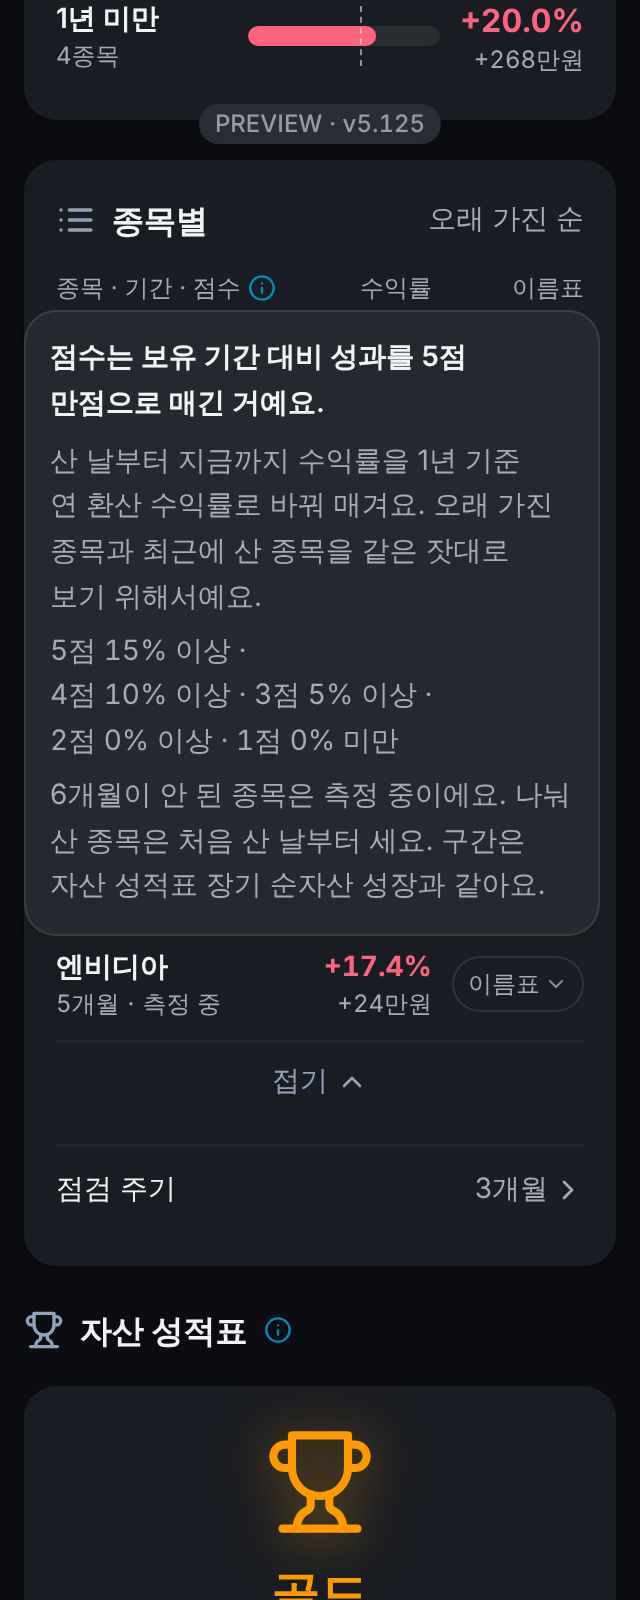 1년 미만
+20.0%
4종목
+268만원
PREVIEW · v5.125
종목별
오래 가진 순
종목 · 기간 · 점수
수익률
이름표
점수는 보유 기간 대비 성과를 5점
만점으로 매긴 거예요.
산 날부터 지금까지 수익률을 1년 기준
연 환산 수익률로 바꿔 매겨요. 오래 가진
종목과 최근에 산 종목을 같은 잣대로
보기 위해서예요.
5점 15% 이상 ·
4점 10% 이상 · 3점 5% 이상 ·
2점 0% 이상 · 1점 0% 미만
6개월이 안 된 종목은 측정 중이에요. 나눠
산 종목은 처음 산 날부터 세요. 구간은
자산 성적표 장기 순자산 성장과 같아요.
엔비디아
+17.4%
이름표
5개월 · 측정 중
+24만원
접기
점검 주기
3개월
자산 성적표
골드